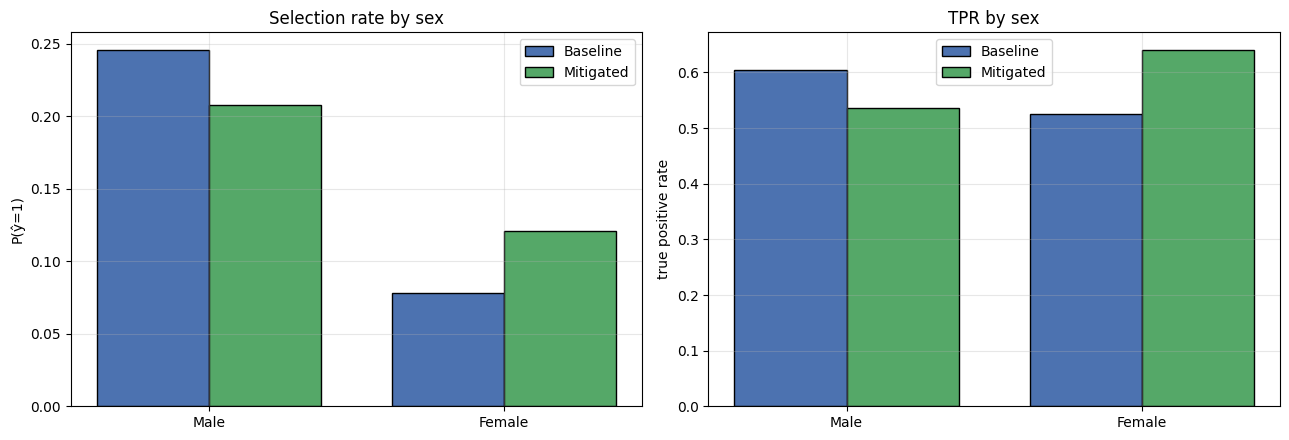 Selection rate by sex
Baseline
Mitigated
P(ŷ=1)
0.25
0.20
0.15
0.10
0.05
0.00
Male
Female
TPR by sex
Baseline
Mitigated
true positive rate
0.6
0.5
0.4
0.3
0.2
0.1
0.0
Male
Female